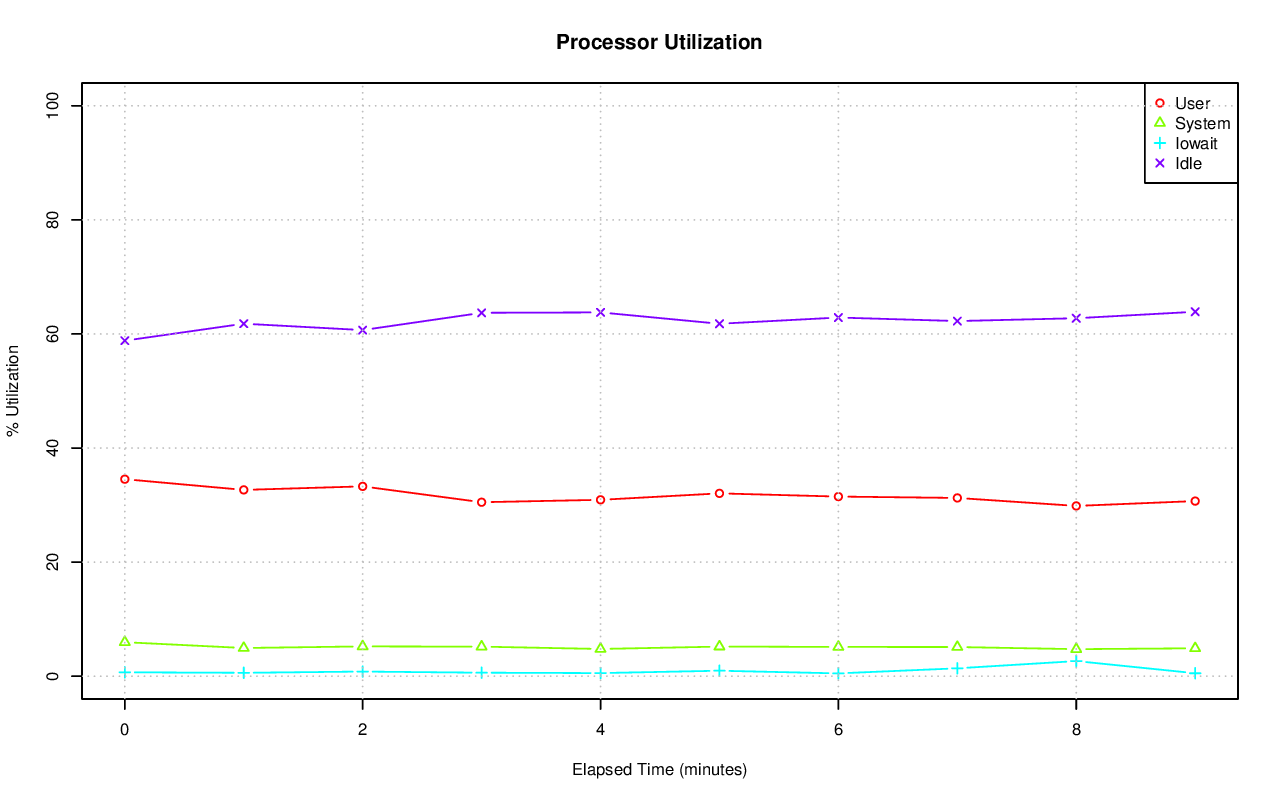 Processor Utilization
User
System
Iowait
Idle
% Utilization
100
80
60
40
20
0
0 2 4 6 8
Elapsed Time (minutes)